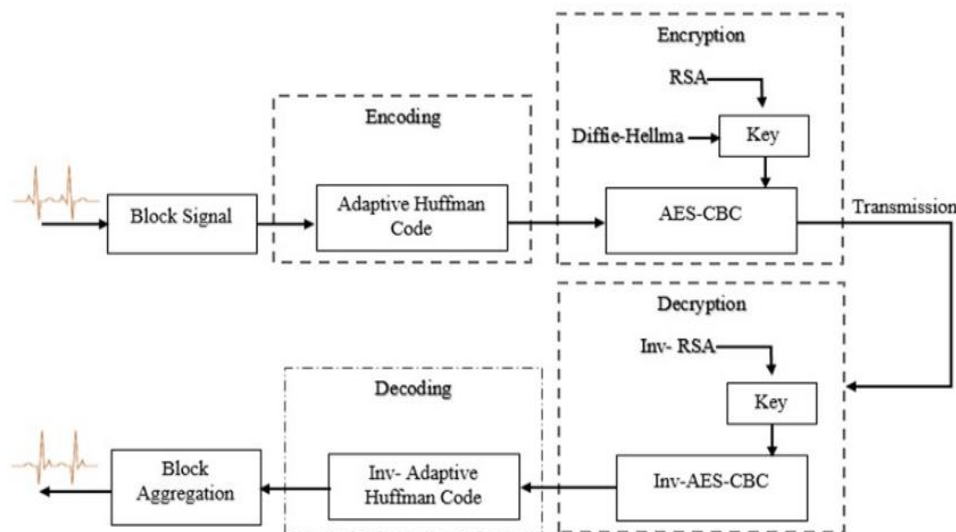 Encryption
RSA
Encoding
Diffie-Hellma
Key
Block Signal
Adaptive Huffman
Code
AES-CBC
Transmission
Decryption
Inv- RSA
Decoding
Key
Block
Aggregation
Inv- Adaptive
Huffman Code
Inv-AES-CBC